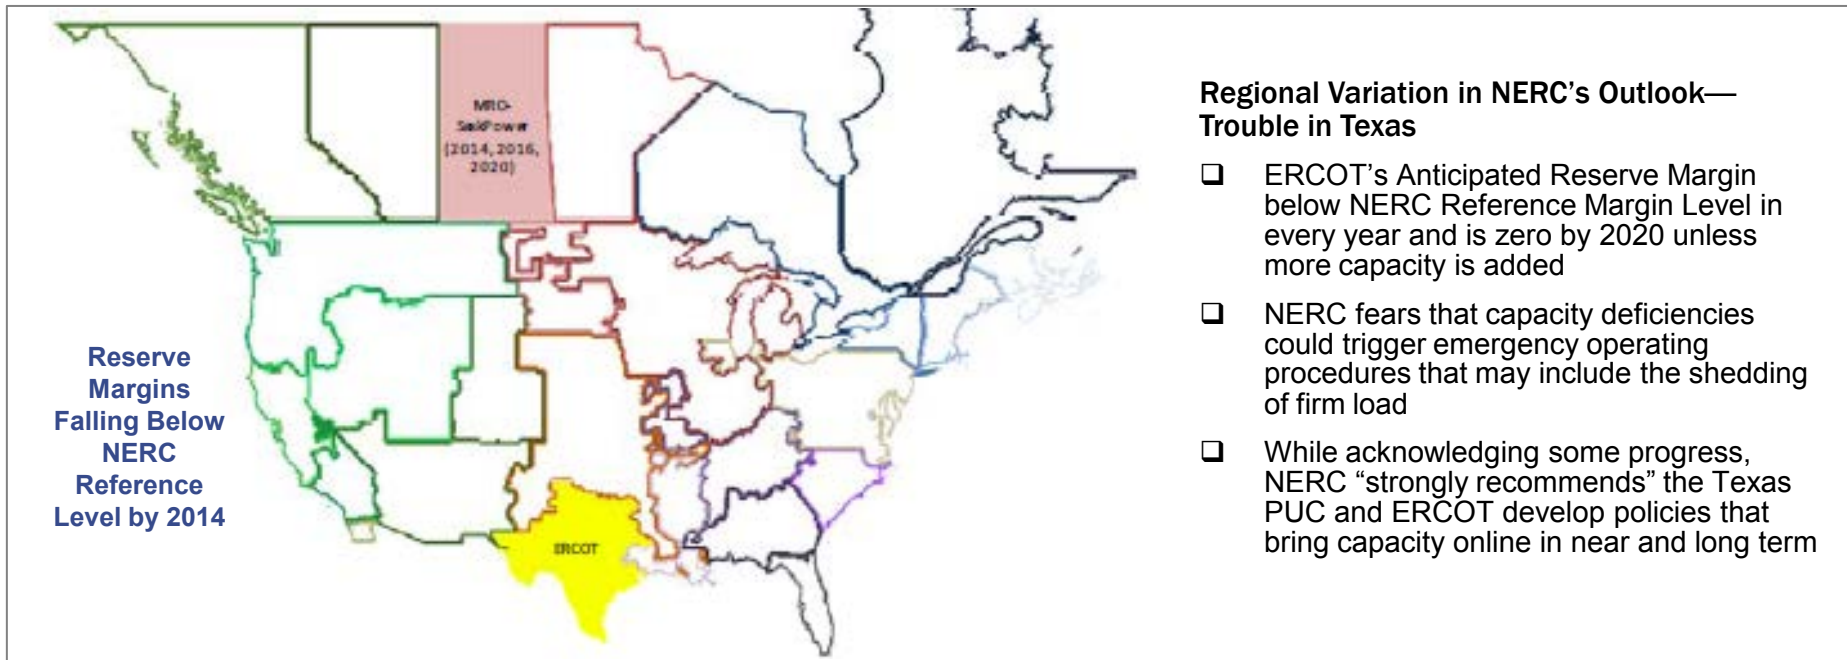 MRO-
SaskPower
(2014, 2016,
2020)
Reserve
Margins
Falling Below
NERC
Reference
Level by 2014
ERCOT
Regional Variation in NERC’s Outlook—
Trouble in Texas
❑ ERCOT’s Anticipated Reserve Margin
below NERC Reference Margin Level in
every year and is zero by 2020 unless
more capacity is added
❑ NERC fears that capacity deficiencies
could trigger emergency operating
procedures that may include the shedding
of firm load
❑ While acknowledging some progress,
NERC “strongly recommends” the Texas
PUC and ERCOT develop policies that
bring capacity online in near and long term